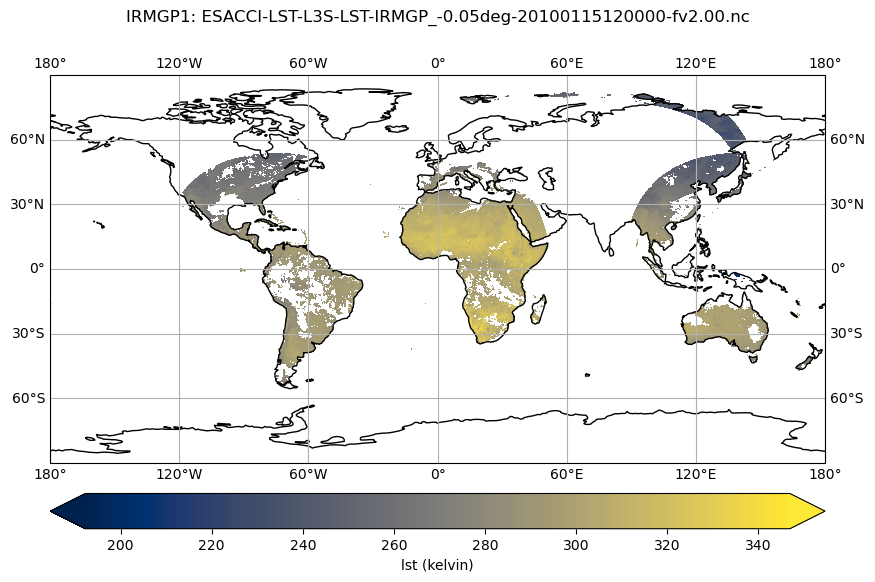 IRMGP1: ESACCI-LST-L3S-LST-IRMGP_-0.05deg-20100115120000-fv2.00.nc
180° 120°W 60°W 0° 60°E 120°E 180°
60°N 60°N
30°N 30°N
0° 0°
30°S 30°S
60°S 60°S
180° 120°W 60°W 0° 60°E 120°E 180°
200 220 240 260 280 300 320 340
lst (kelvin)